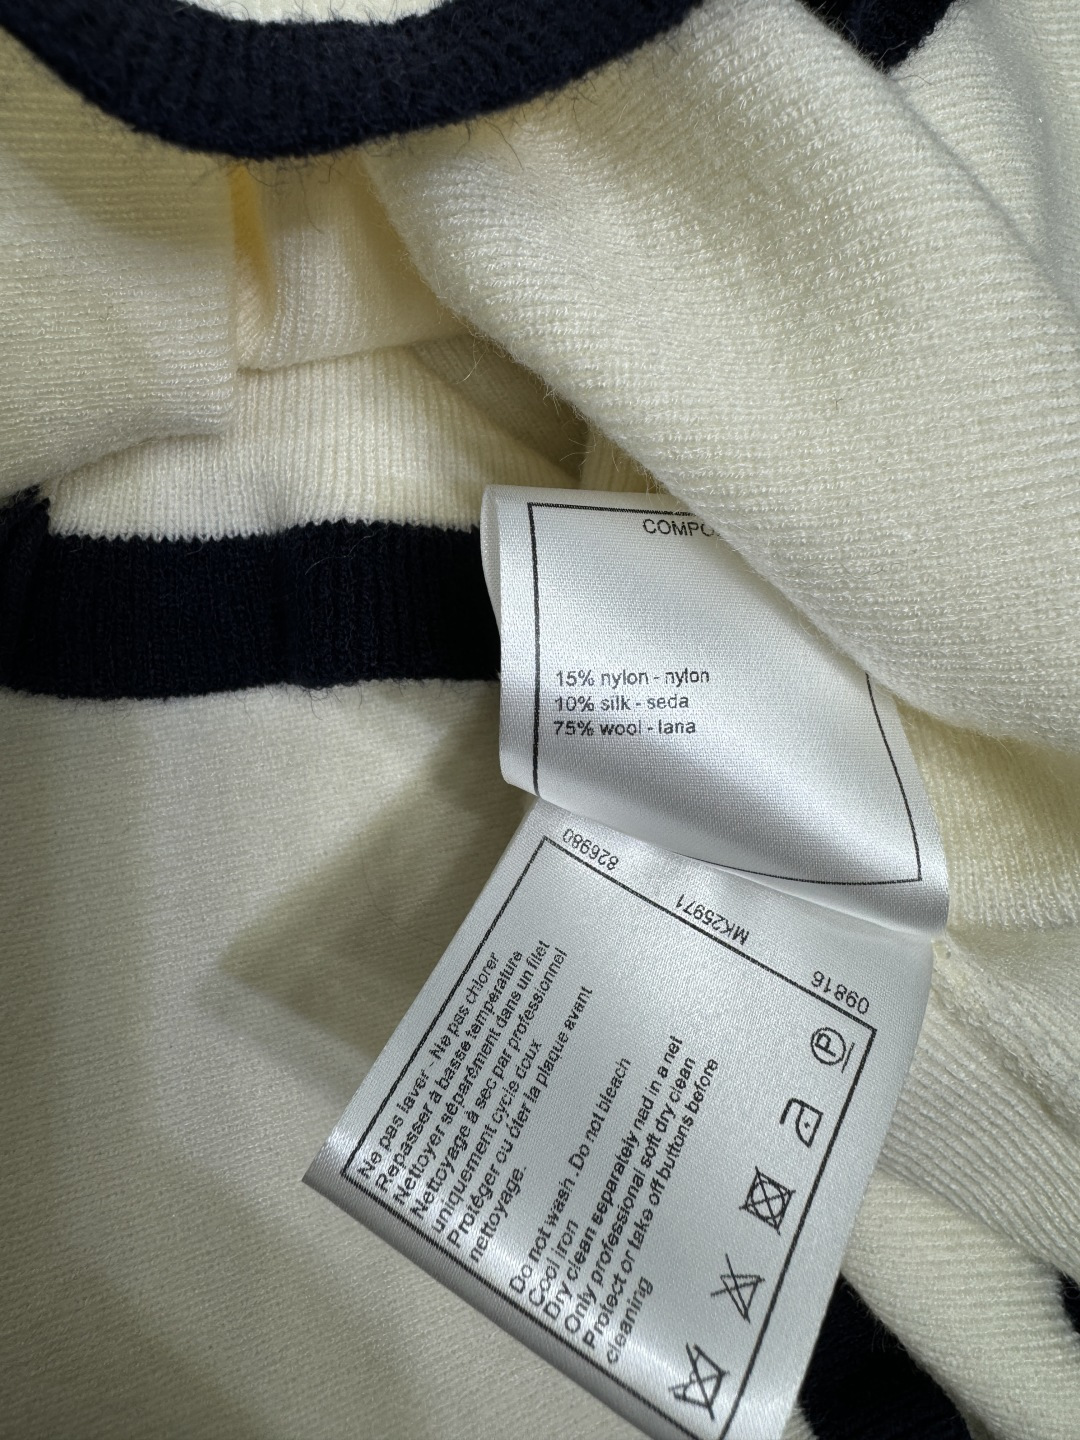 COMPO
15% nylon - nylon
10% silk - seda
75% wool - lana
826980
MK25971
09816
Ne pas laver - Ne pas chlorer
Repasser à basse température
Nettoyer séparément dans un filet
Nettoyage à sec par professionnel
uniquement cycle doux
Protéger ou ôter la plaque avant
nettoyage.
Do not wash . Do not bleach
Cool iron
Dry clean separately ned in a net
Only professional soft dry clean
Protect or take off buttons before
cleaning
P